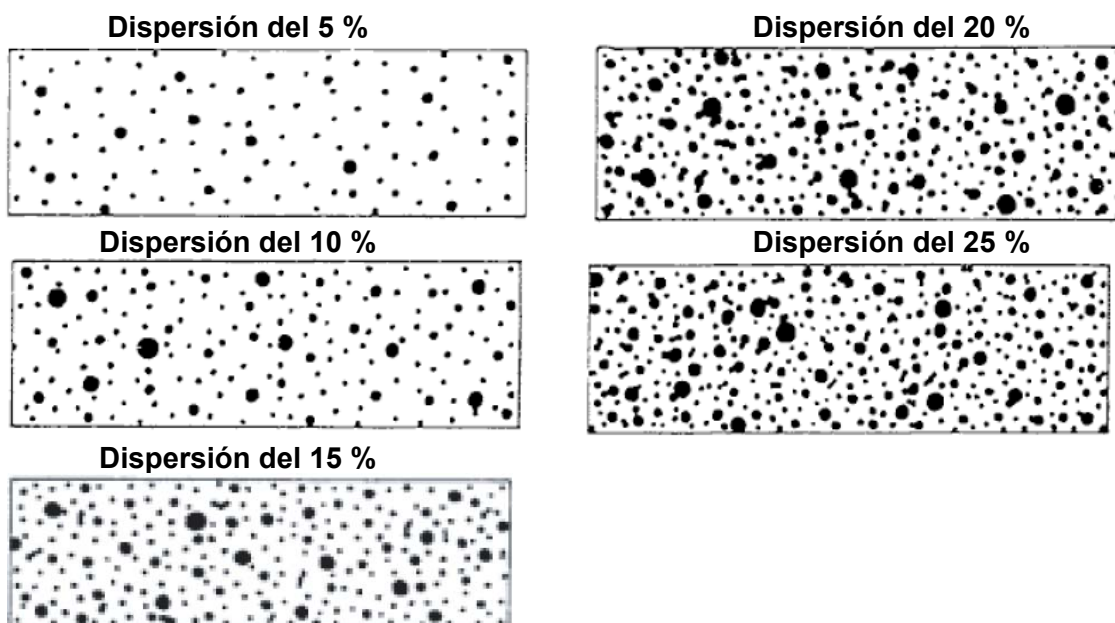 Dispersión del 5 %
Dispersión del 20 %
Dispersión del 10 %
Dispersión del 25 %
Dispersión del 15 %